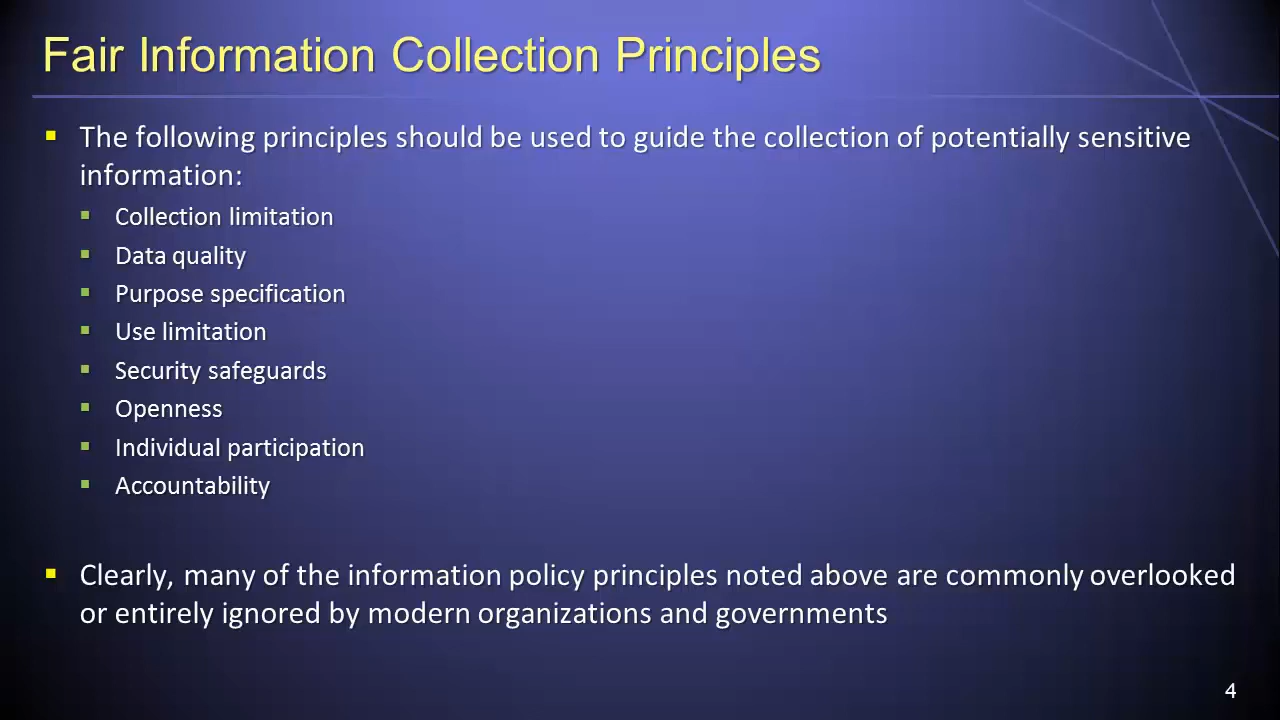 Fair Information Collection Principles
The following principles should be used to guide the collection of potentially sensitive
information:
Collection limitation
Data quality
Purpose specification
Use limitation
Security safeguards
Openness
Individual participation
Accountability
Clearly, many of the information policy principles noted above are commonly overlooked
or entirely ignored by modern organizations and governments
4